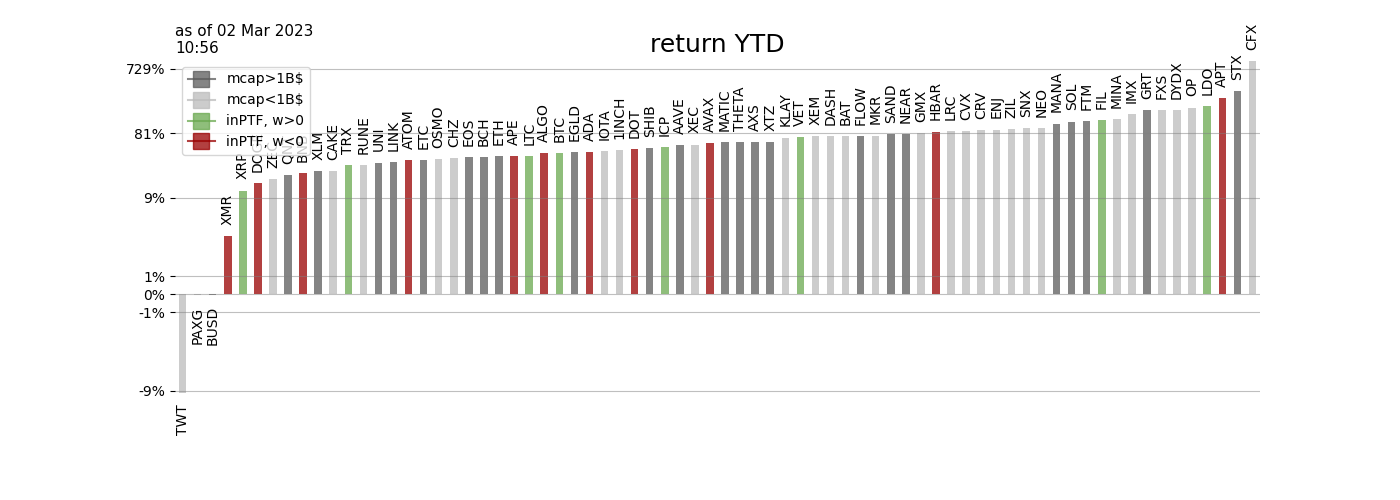 as of 02 Mar 2023
10:56
return YTD
729%
81%
9%
1%
0%
-1%
-9%
mcap>1B$
mcap<1B$
inPTF, w>0
inPTF, w<0
TWT
PAXG
BUSD
XMR
XRP
XLM
CAKE
TRX
RUNE
UNI
LINK
ATOM
ETC
OSMO
CHZ
EOS
BCH
ETH
APE
LTC
ALGO
BTC
EGLD
ADA
IOTA
1INCH
DOT
SHIB
ICP
AAVE
XEC
AVAX
MATIC
THETA
AXS
XTZ
KLAY
VET
XEM
DASH
BAT
FLOW
MKR
SAND
NEAR
GMX
HBAR
LRC
CVX
CRV
ENJ
ZIL
SNX
NEO
MANA
SOL
FTM
FIL
MINA
IMX
GRT
FXS
DYDX
OP
LDO
APT
STX
CFX